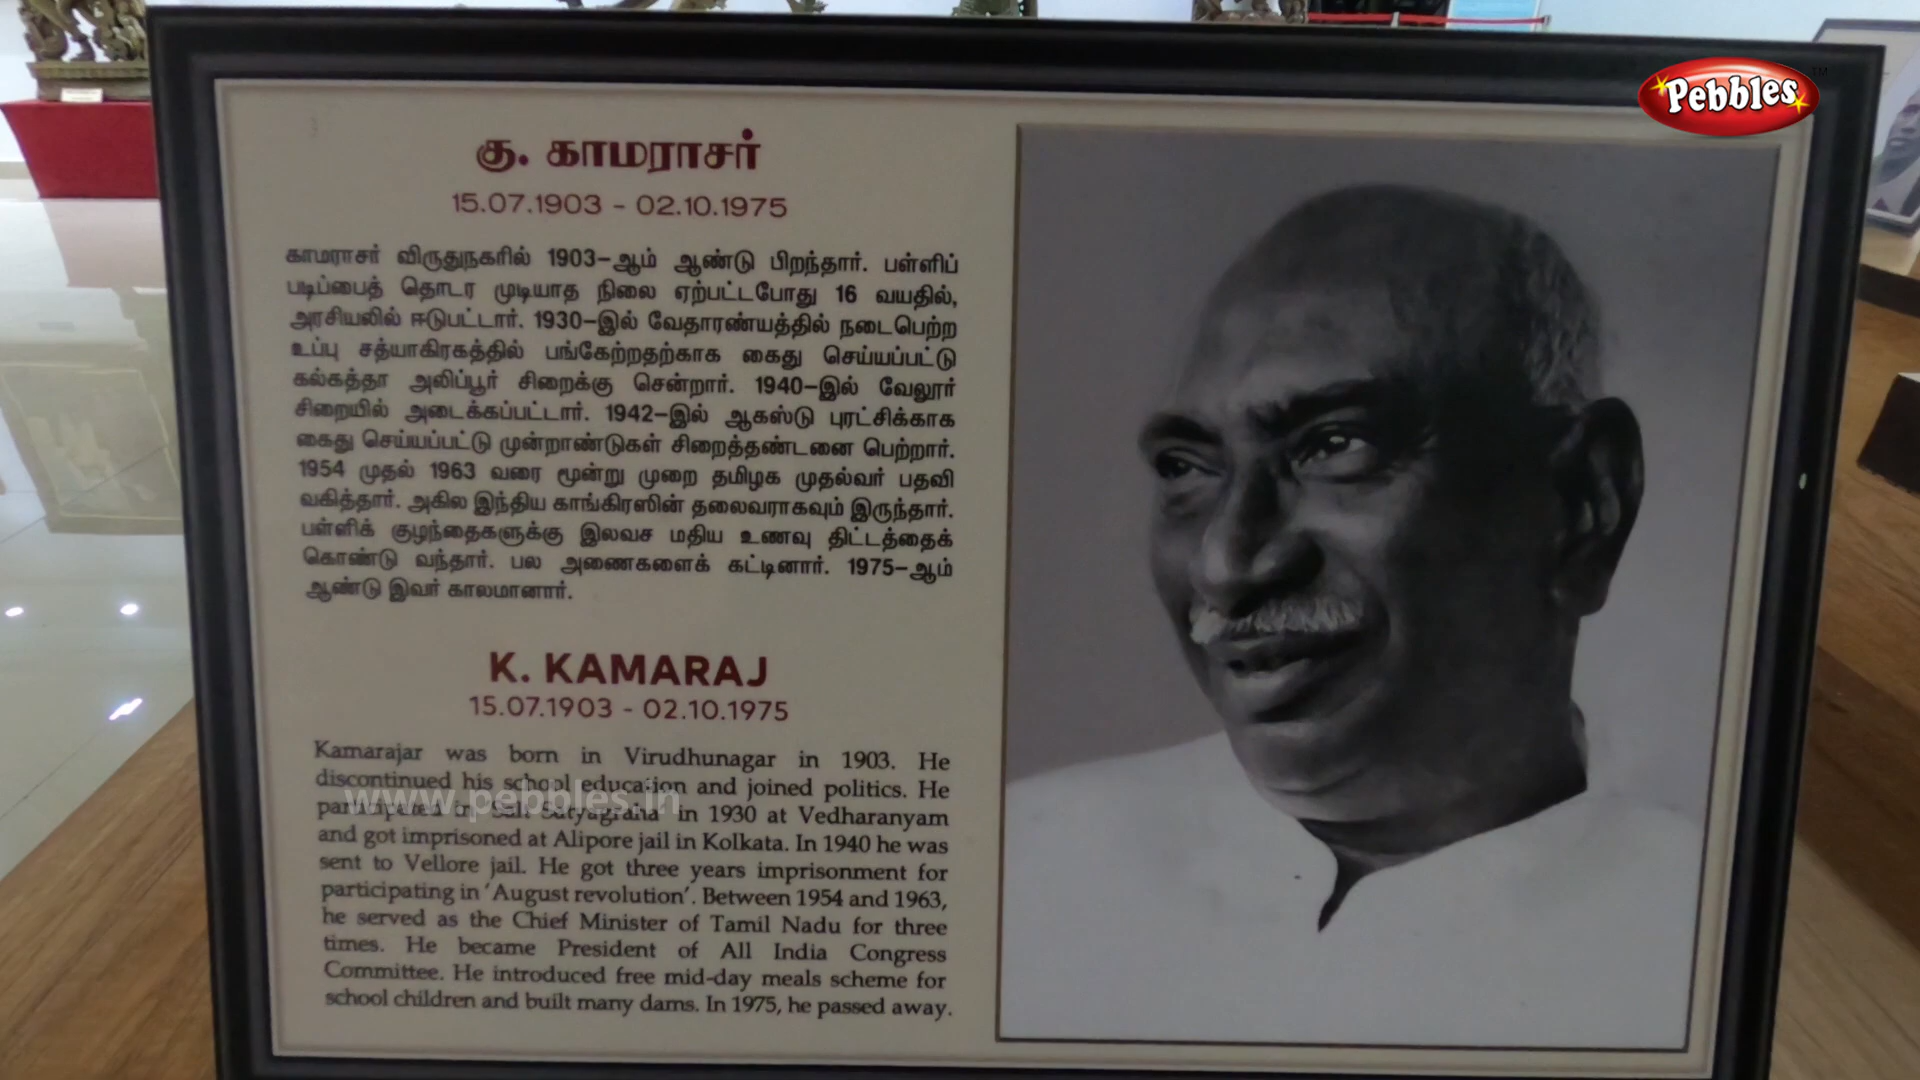 Pebbles
TM
கு. காமராசர்
15.07.1903 - 02.10.1975
காமராசர் விருதுநகரில் 1903-ஆம் ஆண்டு பிறந்தார். பள்ளிப்
படிப்பைத் தொடர முடியாத நிலை ஏற்பட்டபோது 16 வயதில்,
அரசியலில் ஈடுபட்டார். 1930-இல் வேதாரண்யத்தில் நடைபெற்ற
உப்பு சத்யாகிரகத்தில் பங்கேற்றதற்காக கைது செய்யப்பட்டு
கல்கத்தா அலிப்பூர் சிறைக்கு சென்றார். 1940-இல் வேலூர்
சிறையில் அடைக்கப்பட்டார். 1942-இல் ஆகஸ்டு புரட்சிக்காக
கைது செய்யப்பட்டு முன்றாண்டுகள் சிறைத்தண்டனை பெற்றார்.
1954 முதல் 1963 வரை மூன்று முறை தமிழக முதல்வர் பதவி
வகித்தார். அகில இந்திய காங்கிரஸின் தலைவராகவும் இருந்தார்.
பள்ளிக் குழந்தைகளுக்கு இலவச மதிய உணவு திட்டத்தைக்
கொண்டு வந்தார். பல அணைகளைக் கட்டினார். 1975-ஆம்
ஆண்டு இவர் காலமானார்.
K. KAMARAJ
15.07.1903 - 02.10.1975
Kamarajar was born in Virudhunagar in 1903. He
discontinued his school education and joined politics. He
participated in 'Salt Satyagraha' in 1930 at Vedharanyam
and got imprisoned at Alipore jail in Kolkata. In 1940 he was
sent to Vellore jail. He got three years imprisonment for
participating in 'August revolution'. Between 1954 and 1963,
he served as the Chief Minister of Tamil Nadu for three
times. He became President of All India Congress
Committee. He introduced free mid-day meals scheme for
school children and built many dams. In 1975, he passed away.
www.pebbles.in